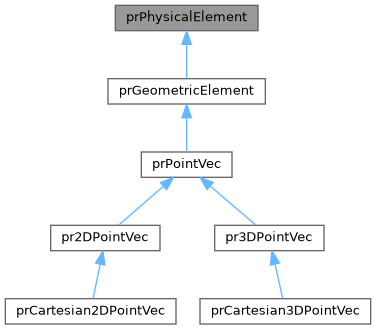 prPhysicalElement
prGeometricElement
prPointVec
pr2DPointVec
pr3DPointVec
prCartesian2DPointVec
prCartesian3DPointVec